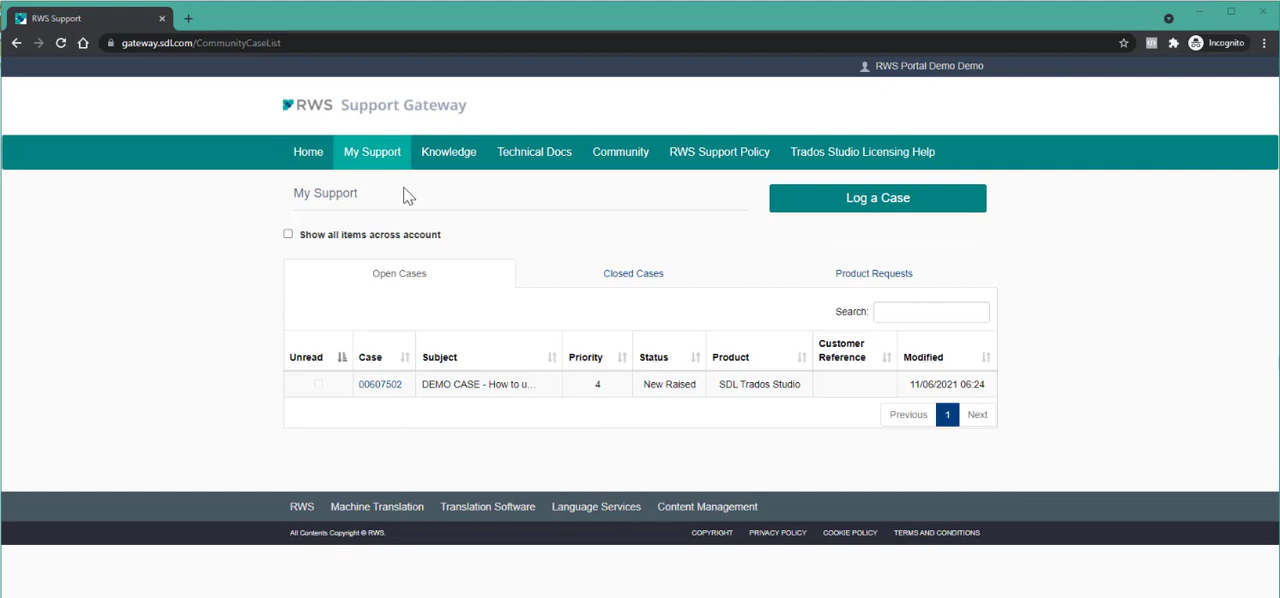 RWS Support
gateway.sdl.com/CommunityCaseList
Incognito
RWS Portal Demo Demo
RWS Support Gateway
Home My Support Knowledge Technical Docs Community RWS Support Policy Trados Studio Licensing Help
My Support
Log a Case
Show all items across account
Open Cases Closed Cases Product Requests
Search:
Unread Case Subject Priority Status Product Customer Reference Modified
00607502 DEMO CASE - How to u... 4 New Raised SDL Trados Studio 11/06/2021 06:24
Previous 1 Next
RWS Machine Translation Translation Software Language Services Content Management
All Contents Copyright © RWS. COPYRIGHT PRIVACY POLICY COOKIE POLICY TERMS AND CONDITIONS